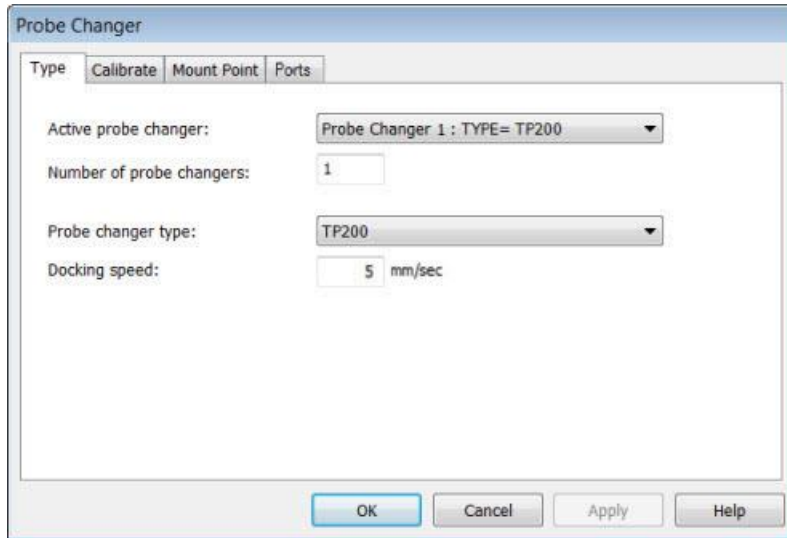 Probe Changer
Type Calibrate Mount Point Ports
Active probe changer: Probe Changer 1 : TYPE= TP200
Number of probe changers: 1
Probe changer type: TP200
Docking speed: 5 mm/sec
OK Cancel Apply Help